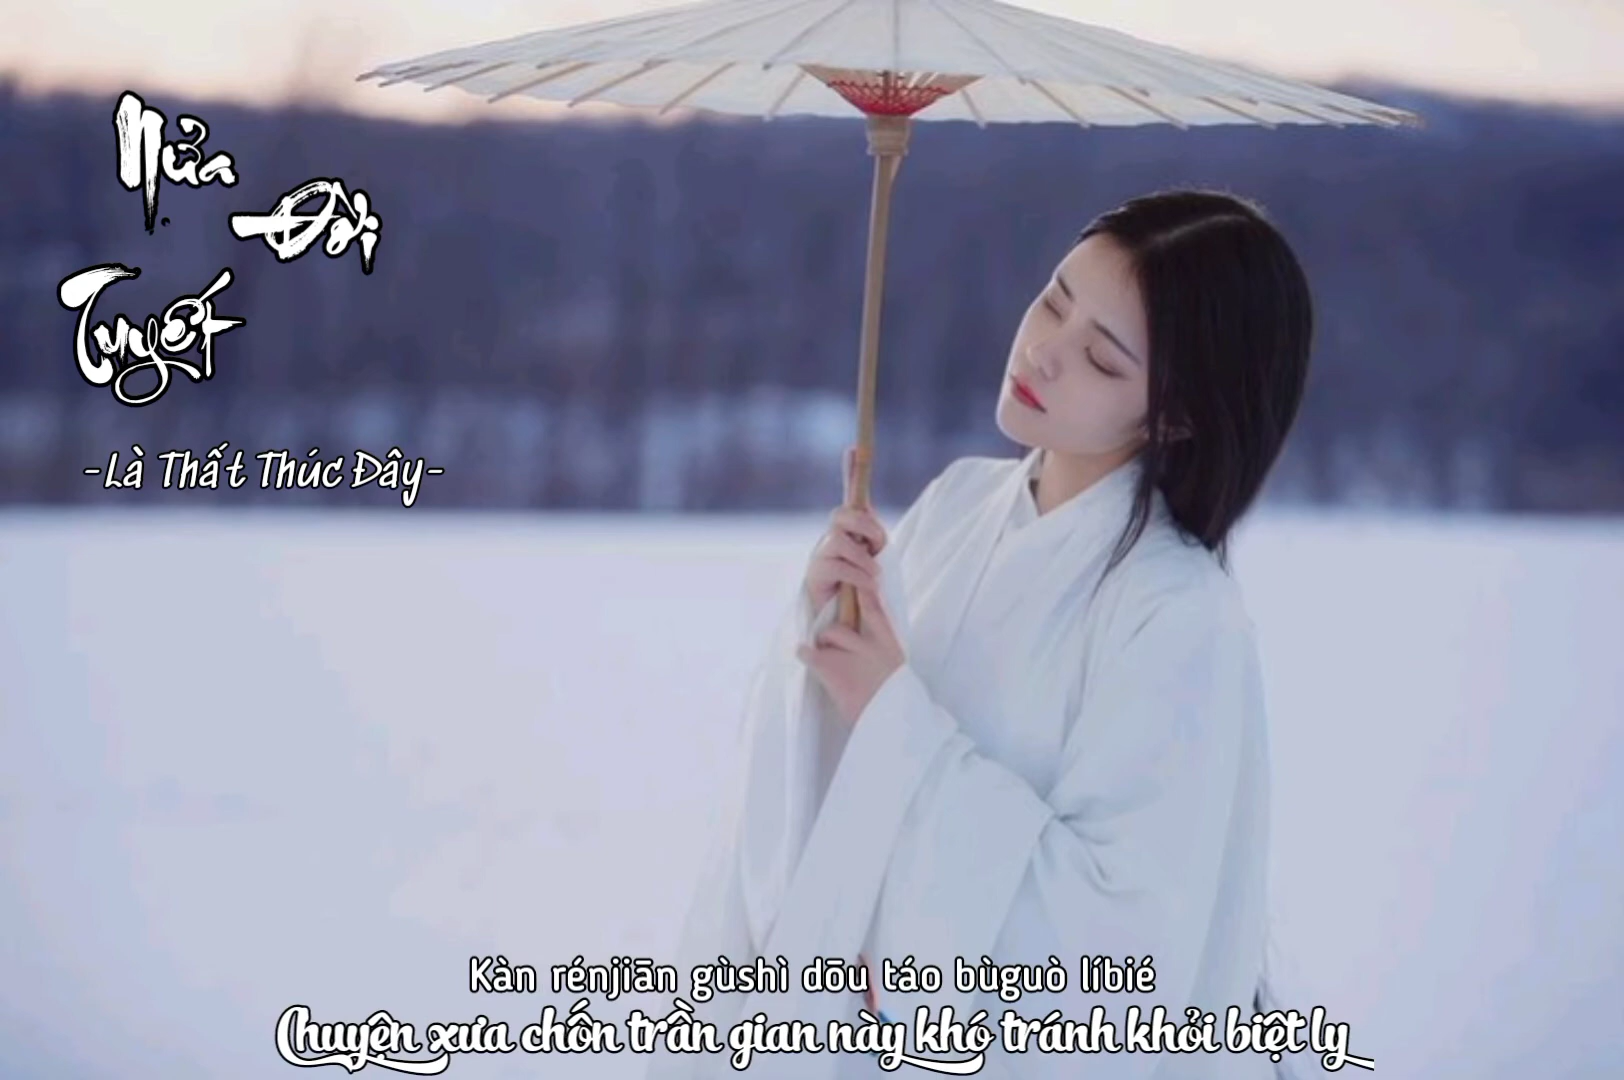 Nửa
Đời
Tuyết
-Là Thất Thúc Đây-
Kàn rénjiān gùshì dōu táo bùguò líbié
Chuyện xưa chốn trần gian này khó tránh khỏi biệt ly